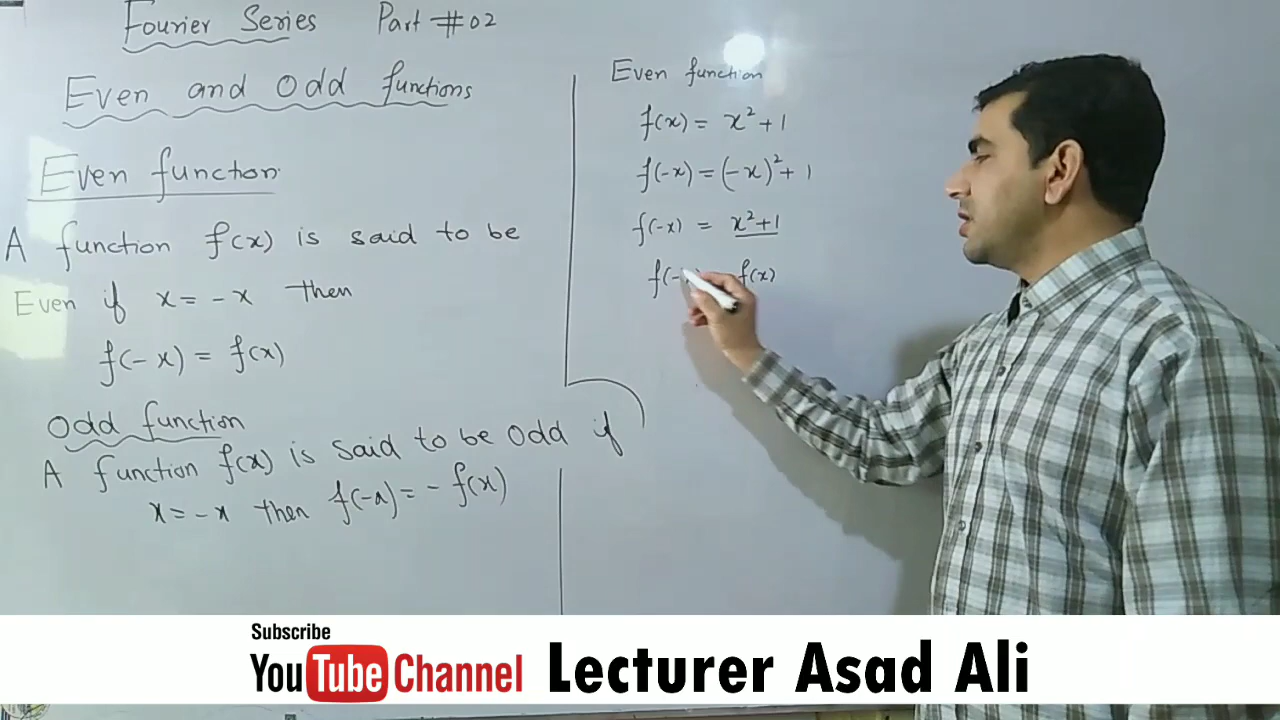 Fourier Series Part #02
Even and Odd functions
Even function
A function f(x) is said to be
Even if x = -x then
f(-x) = f(x)
Odd function
A function f(x) is said to be Odd if
x = -x then f(-a) = - f(x)
Even function
f(x) = x² + 1
f(-x) = (-x)² + 1
f(-x) = x² + 1
f(- f(x)
Subscribe
YouTube Channel Lecturer Asad Ali